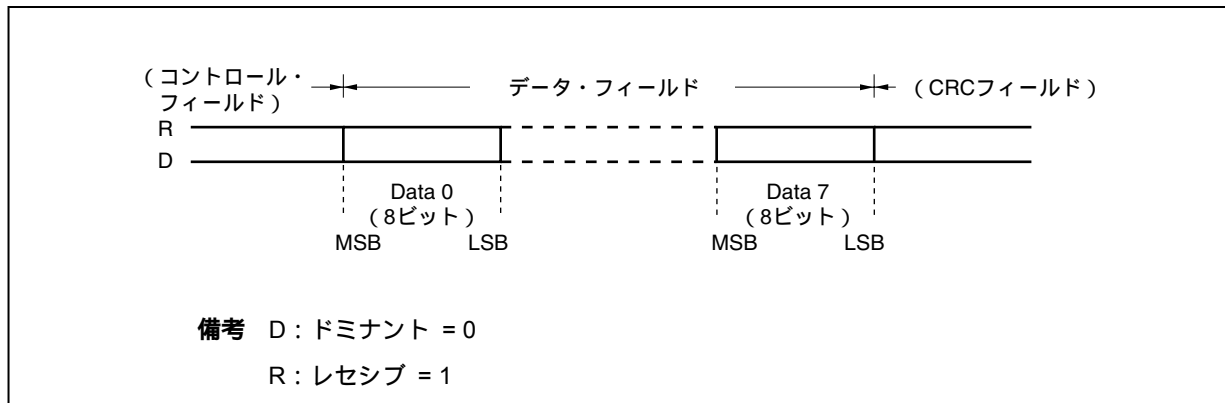 (コントロール・
フィールド)
データ・フィールド
(CRCフィールド)
R
D
Data 0
(8ビット)
Data 7
(8ビット)
MSB
LSB
MSB
LSB
備考 D:ドミナント = 0
R:レセシブ = 1